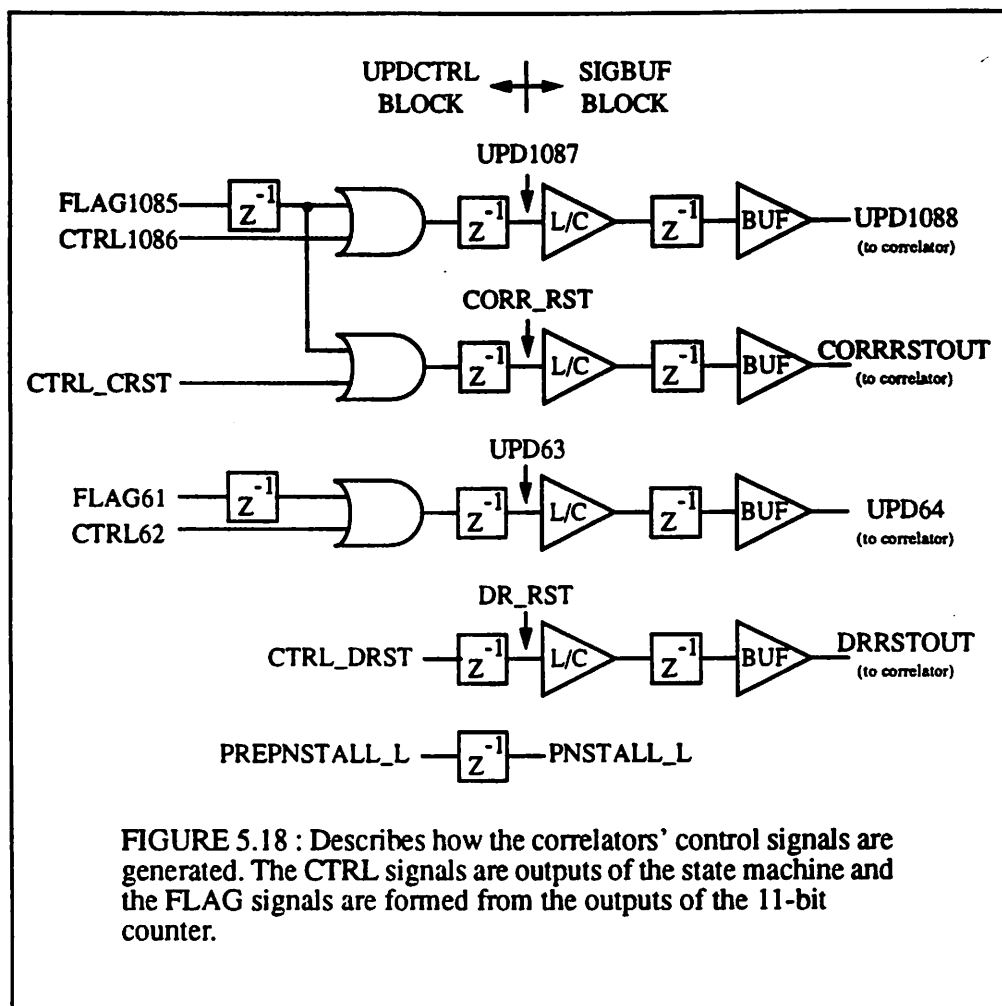 UPDCTRL SIGBUF
BLOCK BLOCK
UPD1087
FLAG1085 z⁻¹ z⁻¹ L/C z⁻¹ BUF UPD1088
CTRL1086 (to correlator)
CORR_RST
z⁻¹ L/C z⁻¹ BUF CORRRSTOUT
CTRL_CRST (to correlator)
UPD63
FLAG61 z⁻¹ z⁻¹ L/C z⁻¹ BUF UPD64
CTRL62 (to correlator)
DR_RST
CTRL_DRST z⁻¹ L/C z⁻¹ BUF DRRSTOUT
(to correlator)
PREPNSTALL_L z⁻¹ PNSTALL_L
FIGURE 5.18 : Describes how the correlators' control signals are
generated. The CTRL signals are outputs of the state machine and
the FLAG signals are formed from the outputs of the 11-bit
counter.